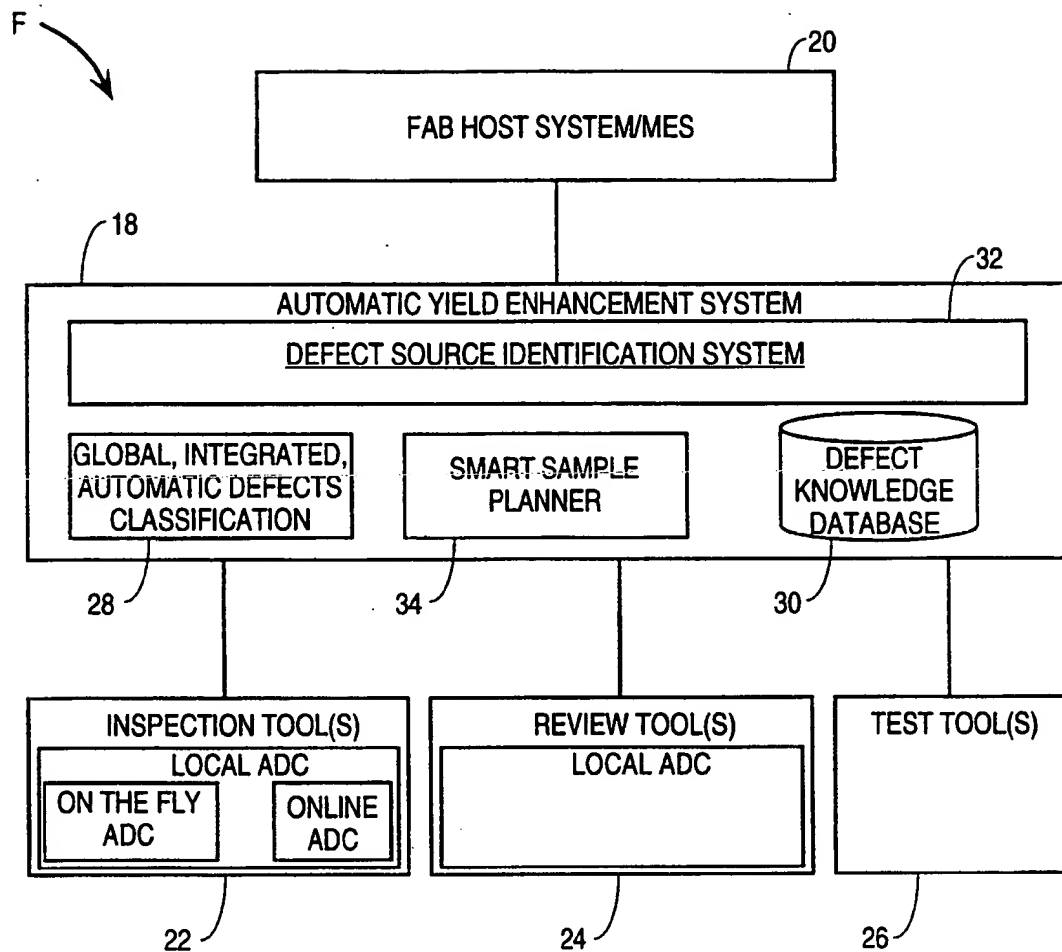 F
20
FAB HOST SYSTEM/MES
18
32
AUTOMATIC YIELD ENHANCEMENT SYSTEM
DEFECT SOURCE IDENTIFICATION SYSTEM
GLOBAL, INTEGRATED,
AUTOMATIC DEFECTS
CLASSIFICATION
SMART SAMPLE
PLANNER
DEFECT
KNOWLEDGE
DATABASE
28
34
30
INSPECTION TOOL(S)
LOCAL ADC
ON THE FLY
ADC
ONLINE
ADC
REVIEW TOOL(S)
LOCAL ADC
TEST TOOL(S)
22
24
26